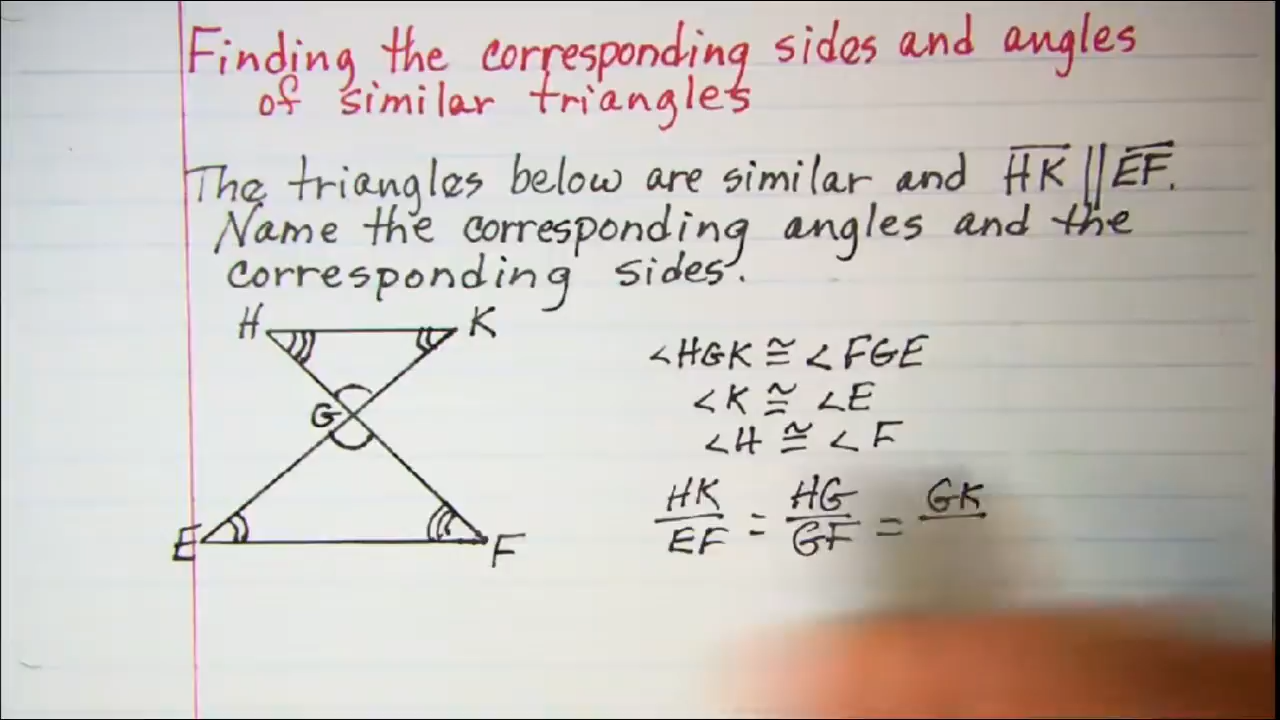 Finding the corresponding sides and angles
of similar triangles
The triangles below are similar and HK || EF.
Name the corresponding angles and the
corresponding sides.
H K
G
E F
∠HGK ≅ ∠FGE
∠K ≅ ∠E
∠H ≅ ∠F
HK/EF = HG/GF = GK/